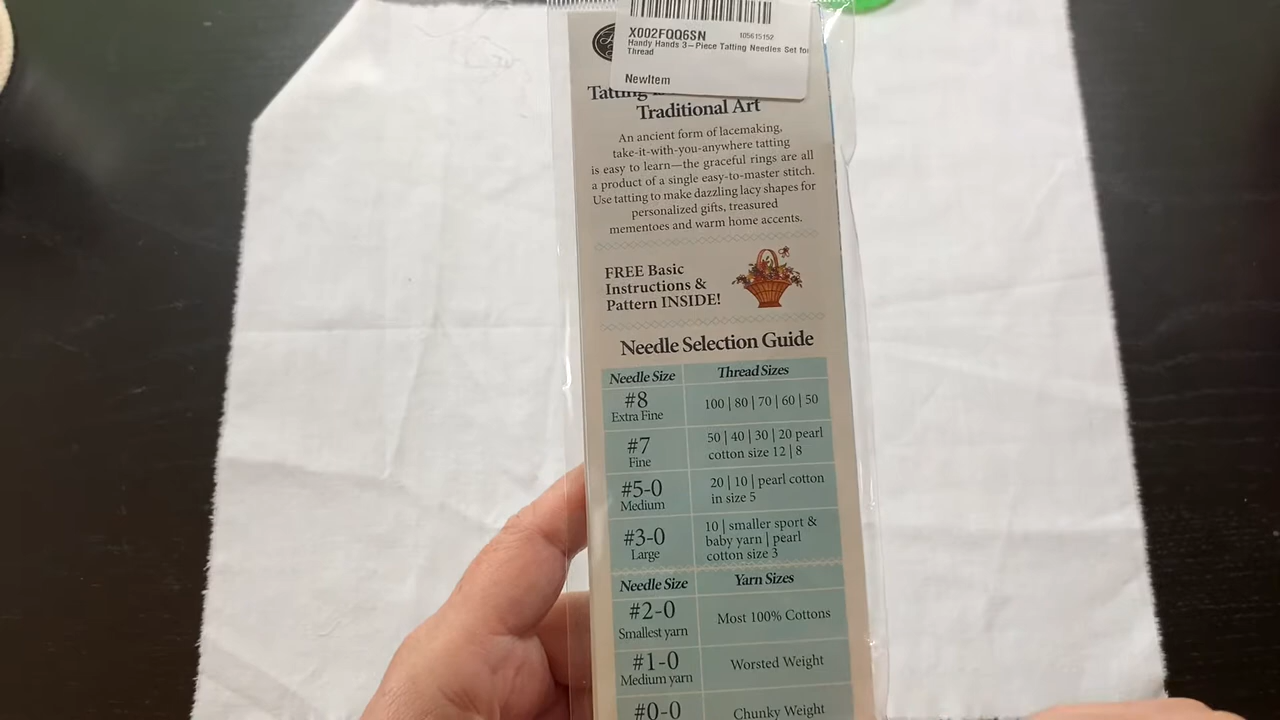 X002FQQ6SN
Handy Hands 3-Piece Tatting Needles Set for
Thread
NewItem
Tatting
Traditional Art
An ancient form of lacemaking,
take-it-with-you-anywhere tatting
is easy to learn—the graceful rings are all
a product of a single easy-to-master stitch.
Use tatting to make dazzling lacy shapes for
personalized gifts, treasured
mementoes and warm home accents.
FREE Basic
Instructions &
Pattern INSIDE!
Needle Selection Guide
Needle Size Thread Sizes
#8 Extra Fine 100 | 80 | 70 | 60 | 50
#7 Fine 50 | 40 | 30 | 20 pearl
cotton size 12 | 8
#5-0 Medium 20 | 10 | pearl cotton
in size 5
#3-0 Large 10 | smaller sport &
baby yarn | pearl
cotton size 3
Needle Size Yarn Sizes
#2-0 Smallest yarn Most 100% Cottons
#1-0 Medium yarn Worsted Weight
#0-0 Chunky Weight